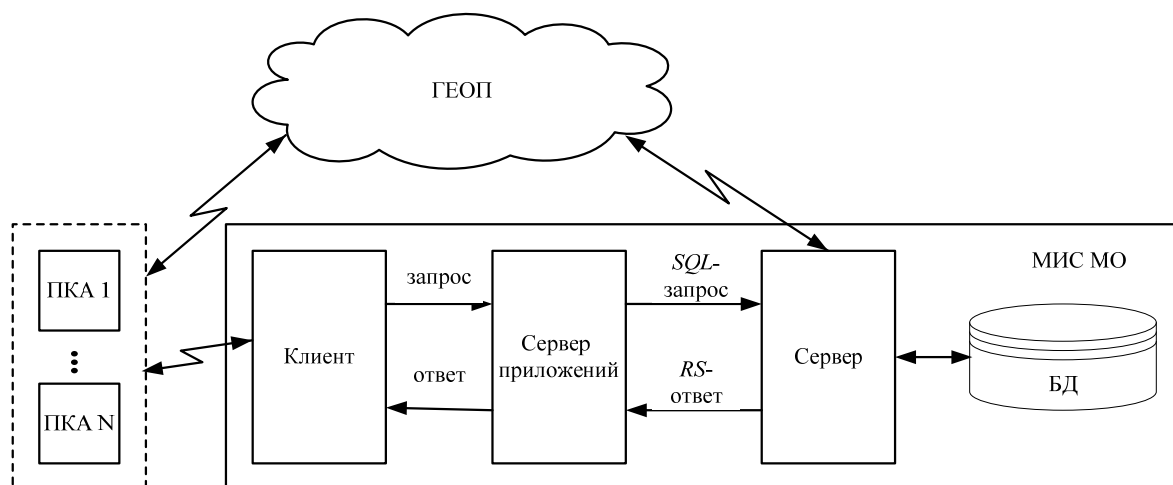 ГЕОП
МИС МО
ПКА 1
ПКА N
Клиент
запрос
ответ
Сервер
приложений
SQL-
запрос
RS-
ответ
Сервер
БД